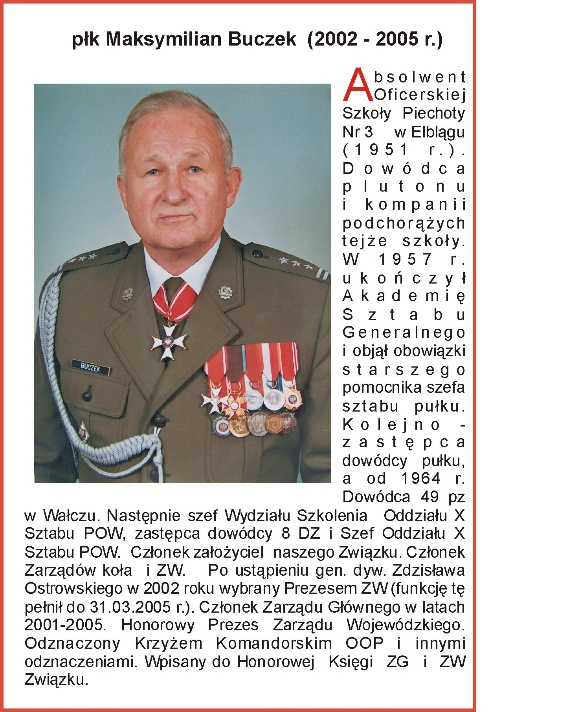 płk Maksymilian Buczek (2002 - 2005 r.)
Absolwent
Oficerskiej
Szkoły Piechoty
Nr 3 w Elblągu
(1951 r.).
Dowódca
plutonu
i kompanii
podchorążych
tejże szkoły.
W 1957 r.
ukończył
Akademię
Sztabu
Generalnego
i objął obowiązki
starszego
pomocnika szefa
sztabu pułku.
Kolejno -
zastępca
dowódcy pułku,
a od 1964 r.
Dowódca 49 pz
w Wałczu. Następnie szef Wydziału Szkolenia Oddziału X
Sztabu POW, zastępca dowódcy 8 DZ i Szef Oddziału X
Sztabu POW. Członek założyciel naszego Związku. Członek
Zarządów koła i ZW. Po ustąpieniu gen. dyw. Zdzisława
Ostrowskiego w 2002 roku wybrany Prezesem ZW (funkcję tę
pełnił do 31.03.2005 r.). Członek Zarządu Głównego w latach
2001-2005. Honorowy Prezes Zarządu Wojewódzkiego.
Odznaczony Krzyżem Komandorskim OOP i innymi
odznaczeniami. Wpisany do Honorowej Księgi ZG i ZW
Związku.
BUCZEK